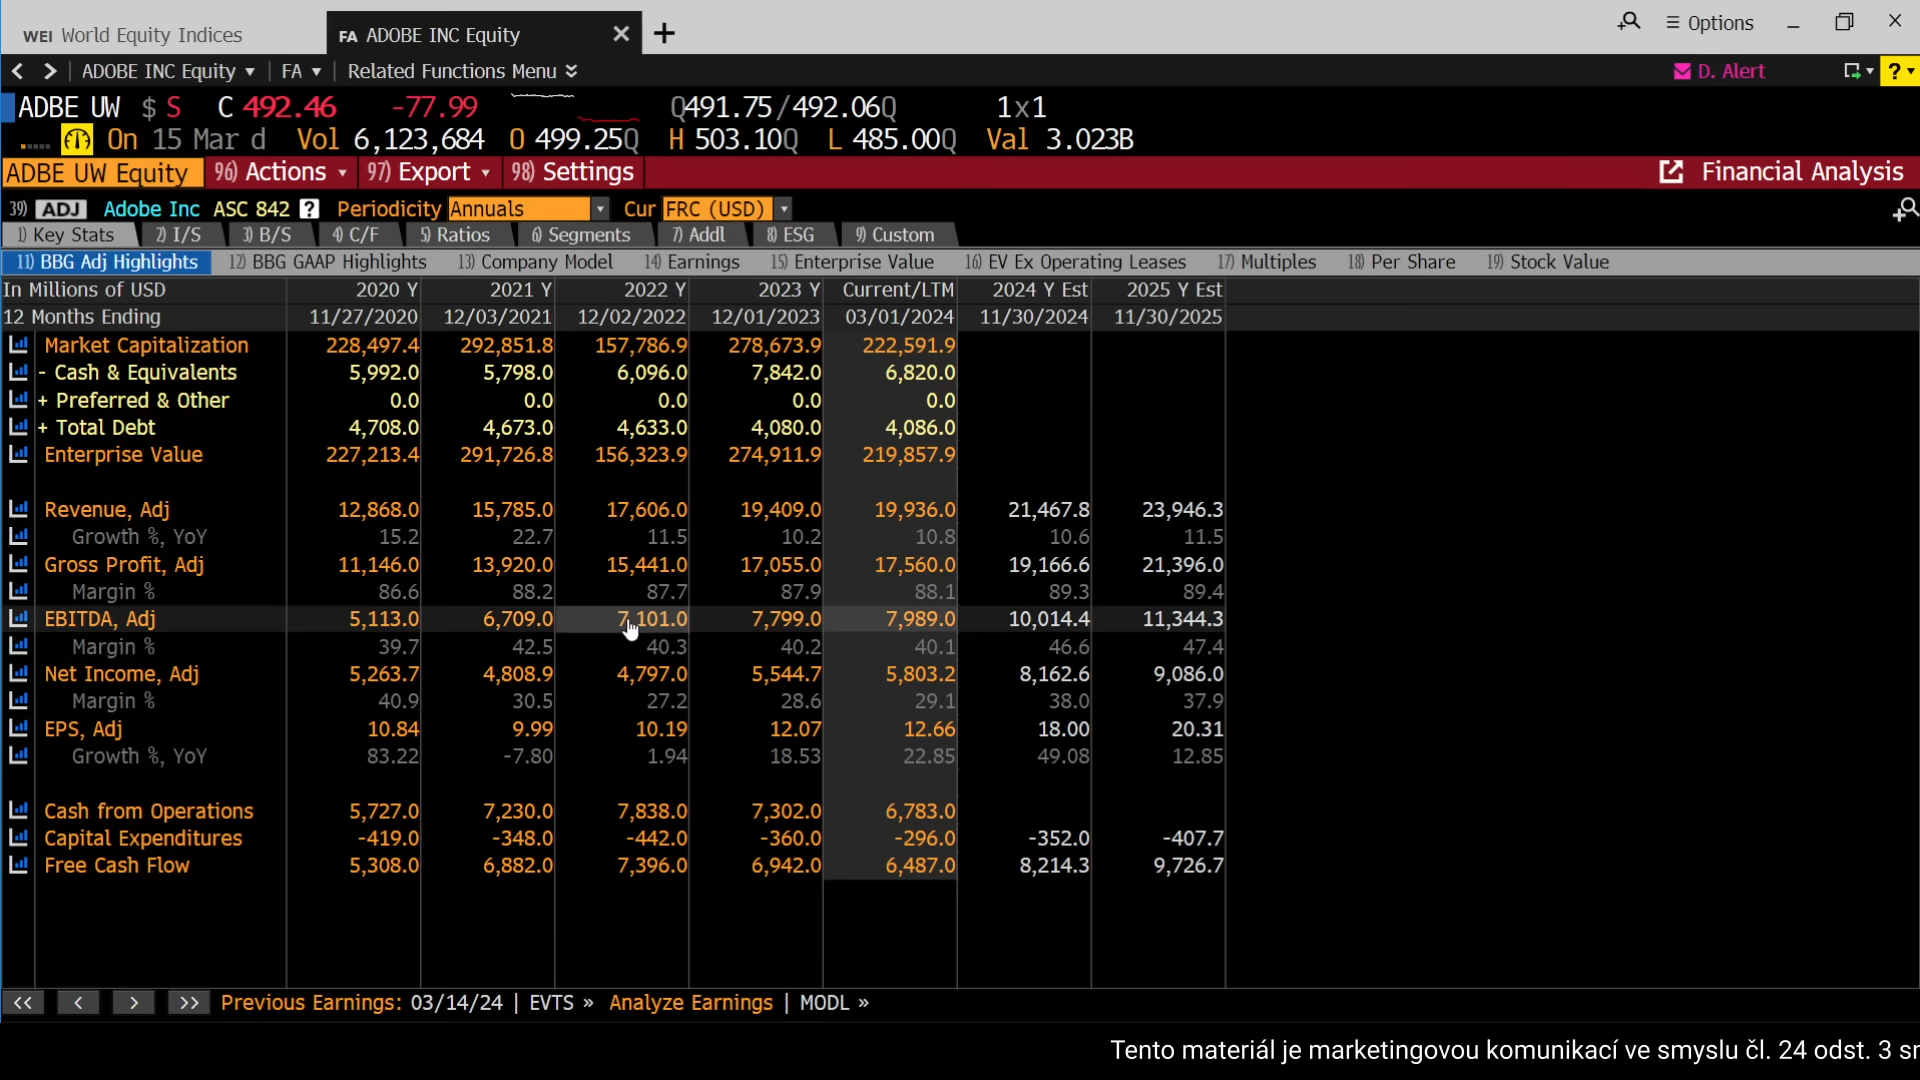 WEI World Equity Indices
FA ADOBE INC Equity
Options
ADOBE INC Equity FA Related Functions Menu
D. Alert ?
ADBE UW $ S C 492.46 -77.99 Q491.75/492.06Q 1x1
On 15 Mar d Vol 6,123,684 O 499.25Q H 503.10Q L 485.00Q Val 3.023B
ADBE UW Equity 96) Actions 97) Export 98) Settings Financial Analysis
39) ADJ Adobe Inc ASC 842 ? Periodicity Annuals Cur FRC (USD)
1) Key Stats 2) I/S 3) B/S 4) C/F 5) Ratios 6) Segments 7) Addl 8) ESG 9) Custom
11) BBG Adj Highlights 12) BBG GAAP Highlights 13) Company Model 14) Earnings 15) Enterprise Value 16) EV Ex Operating Leases 17) Multiples 18) Per Share 19) Stock Value
In Millions of USD 2020 Y 2021 Y 2022 Y 2023 Y Current/LTM 2024 Y Est 2025 Y Est
12 Months Ending 11/27/2020 12/03/2021 12/02/2022 12/01/2023 03/01/2024 11/30/2024 11/30/2025
Market Capitalization 228,497.4 292,851.8 157,786.9 278,673.9 222,591.9
- Cash & Equivalents 5,992.0 5,798.0 6,096.0 7,842.0 6,820.0
+ Preferred & Other 0.0 0.0 0.0 0.0 0.0
+ Total Debt 4,708.0 4,673.0 4,633.0 4,080.0 4,086.0
Enterprise Value 227,213.4 291,726.8 156,323.9 274,911.9 219,857.9
Revenue, Adj 12,868.0 15,785.0 17,606.0 19,409.0 19,936.0 21,467.8 23,946.3
Growth %, YoY 15.2 22.7 11.5 10.2 10.8 10.6 11.5
Gross Profit, Adj 11,146.0 13,920.0 15,441.0 17,055.0 17,560.0 19,166.6 21,396.0
Margin % 86.6 88.2 87.7 87.9 88.1 89.3 89.4
EBITDA, Adj 5,113.0 6,709.0 7,101.0 7,799.0 7,989.0 10,014.4 11,344.3
Margin % 39.7 42.5 40.3 40.2 40.1 46.6 47.4
Net Income, Adj 5,263.7 4,808.9 4,797.0 5,544.7 5,803.2 8,162.6 9,086.0
Margin % 40.9 30.5 27.2 28.6 29.1 38.0 37.9
EPS, Adj 10.84 9.99 10.19 12.07 12.66 18.00 20.31
Growth %, YoY 83.22 -7.80 1.94 18.53 22.85 49.08 12.85
Cash from Operations 5,727.0 7,230.0 7,838.0 7,302.0 6,783.0
Capital Expenditures -419.0 -348.0 -442.0 -360.0 -296.0 -352.0 -407.7
Free Cash Flow 5,308.0 6,882.0 7,396.0 6,942.0 6,487.0 8,214.3 9,726.7
<< < > >> Previous Earnings: 03/14/24 | EVTS » Analyze Earnings | MODL »
Tento materiál je marketingovou komunikací ve smyslu čl. 24 odst. 3 sr